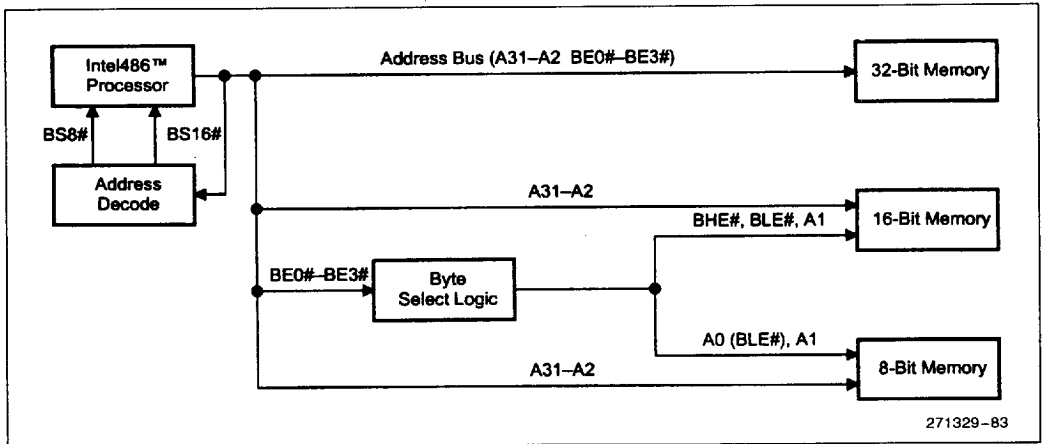 Intel486™
Processor
Address Bus (A31–A2 BE0#–BE3#)
32-Bit Memory
BS8#
BS16#
Address
Decode
A31–A2
16-Bit Memory
BHE#, BLE#, A1
BE0#–BE3#
Byte
Select Logic
A0 (BLE#), A1
8-Bit Memory
A31–A2
271329-83